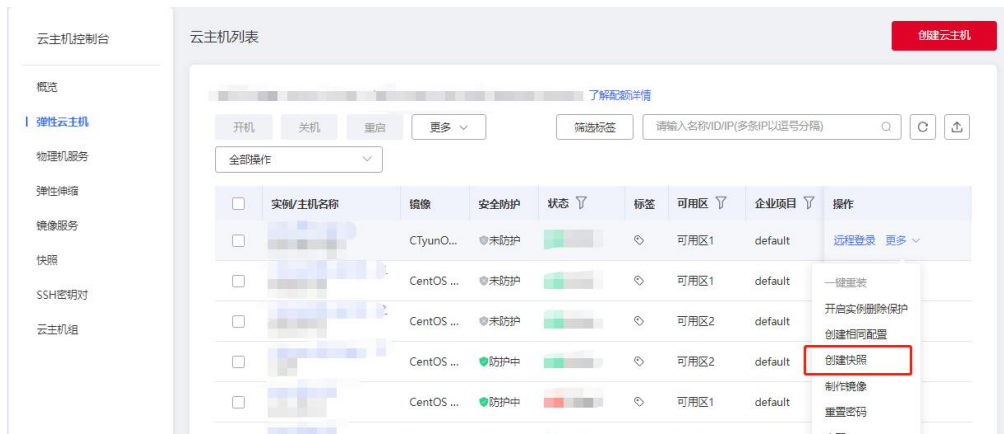 云主机控制台
云主机列表
创建云主机
概览
弹性云主机
物理机服务
弹性伸缩
镜像服务
快照
SSH密钥对
云主机组
了解配额详情
开机 关机 重启 更多 筛选标签 请输入名称/ID/IP(多条IP以逗号分隔)
全部操作
实例/主机名称 镜像 安全防护 状态 标签 可用区 企业项目 操作
CTyunO... 未防护 可用区1 default 远程登录 更多
CentOS ... 未防护 可用区1 default
CentOS ... 未防护 可用区2 default
CentOS ... 防护中 可用区2 default
CentOS ... 防护中 可用区1 default
一键重装
开启实例删除保护
创建相同配置
创建快照
制作镜像
重置密码